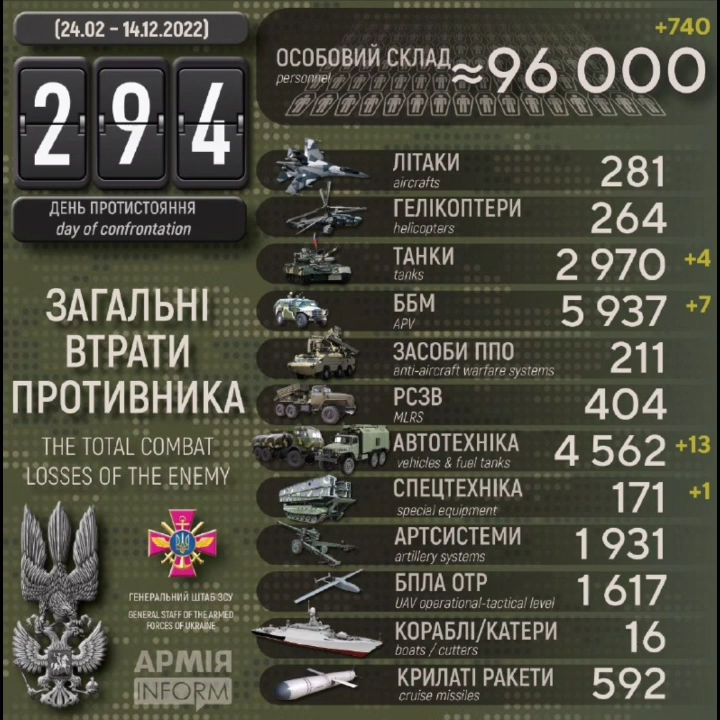 (24.02 – 14.12.2022)
294
ДЕНЬ ПРОТИСТОЯННЯ
day of confrontation
ЗАГАЛЬНІ
ВТРАТИ
ПРОТИВНИКА
THE TOTAL COMBAT
LOSSES OF THE ENEMY
ГЕНЕРАЛЬНИЙ ШТАБ ЗСУ
GENERAL STAFF OF THE ARMED
FORCES OF UKRAINE
АРМІЯ
INFORM
+740
ОСОБОВИЙ СКЛАД ≈96 000
personnel
ЛІТАКИ 281
aircrafts
ГЕЛІКОПТЕРИ 264
helicopters
ТАНКИ 2 970 +4
tanks
ББМ 5 937 +7
APV
ЗАСОБИ ППО 211
anti-aircraft warfare systems
РСЗВ 404
MLRS
АВТОТЕХНІКА 4 562 +13
vehicles & fuel tanks
СПЕЦТЕХНІКА 171 +1
special equipment
АРТСИСТЕМИ 1 931
artillery systems
БПЛА ОТР 1 617
UAV operational-tactical level
КОРАБЛІ/КАТЕРИ 16
boats / cutters
КРИЛАТІ РАКЕТИ 592
cruise missiles